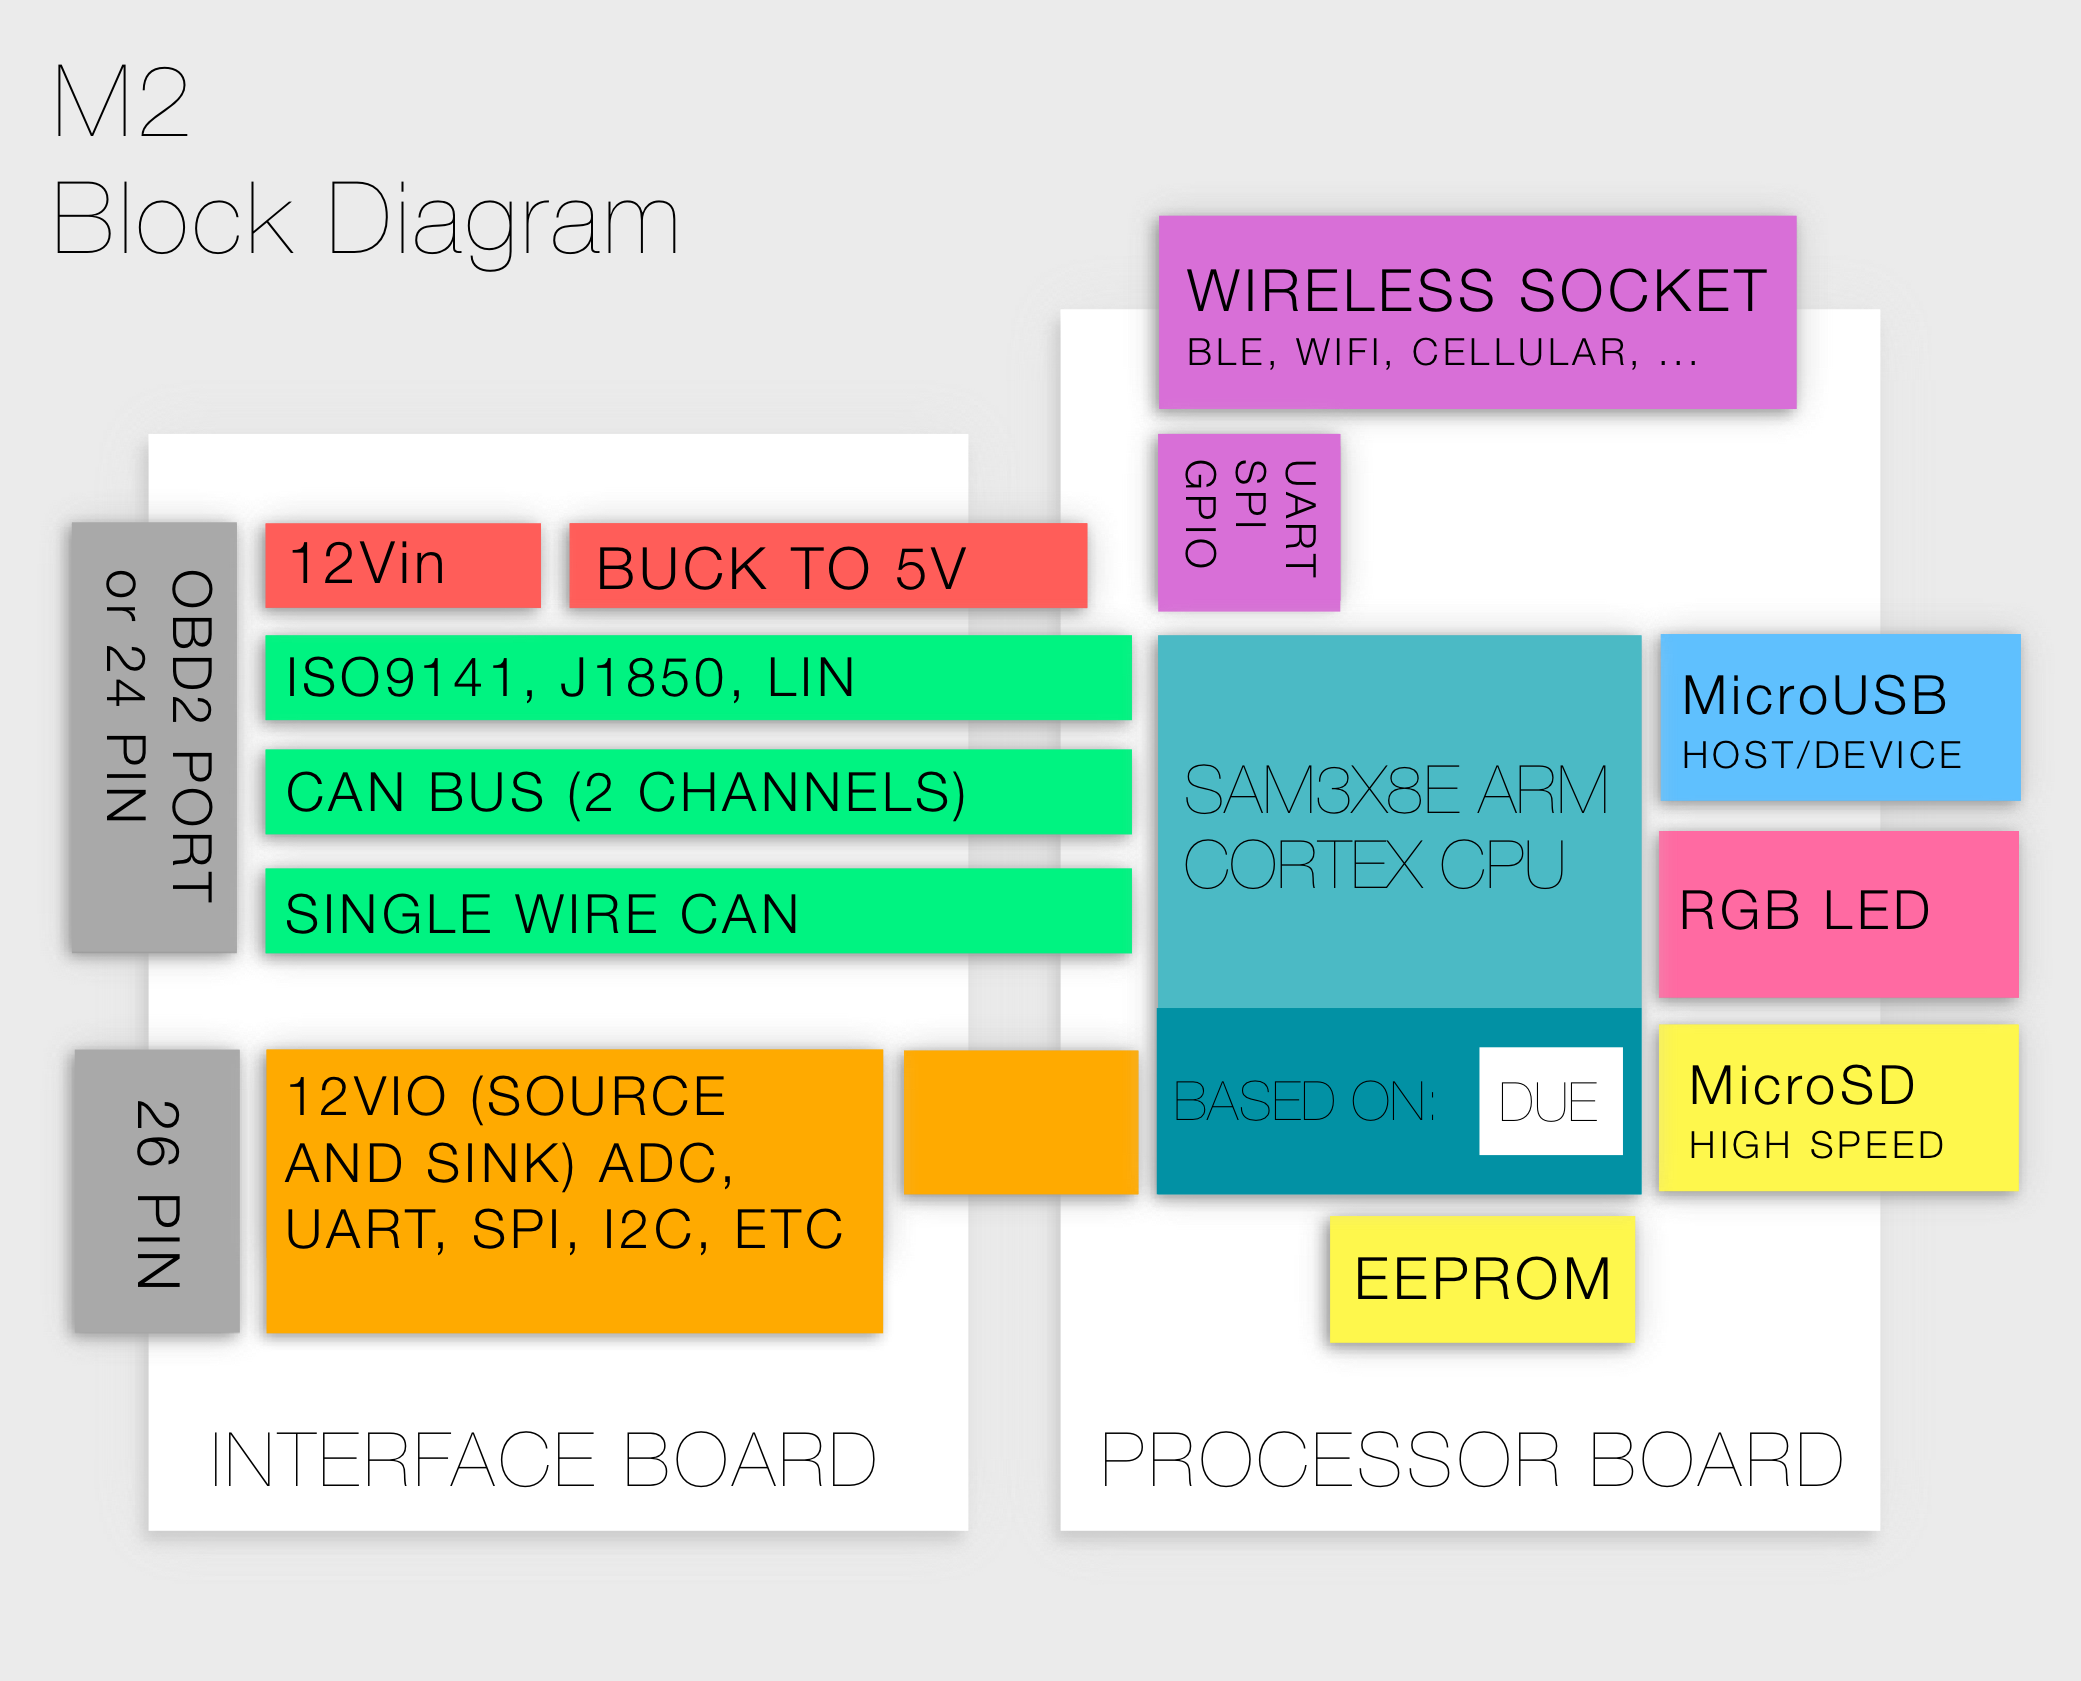 M2
Block Diagram
WIRELESS SOCKET
BLE, WIFI, CELLULAR, ...
UART
SPI
GPIO
OBD2 PORT
or 24 PIN
12Vin
BUCK TO 5V
ISO9141, J1850, LIN
CAN BUS (2 CHANNELS)
SINGLE WIRE CAN
SAM3X8E ARM
CORTEX CPU
BASED ON:
DUE
MicroUSB
HOST/DEVICE
RGB LED
MicroSD
HIGH SPEED
26 PIN
12VIO (SOURCE
AND SINK) ADC,
UART, SPI, I2C, ETC
EEPROM
INTERFACE BOARD
PROCESSOR BOARD